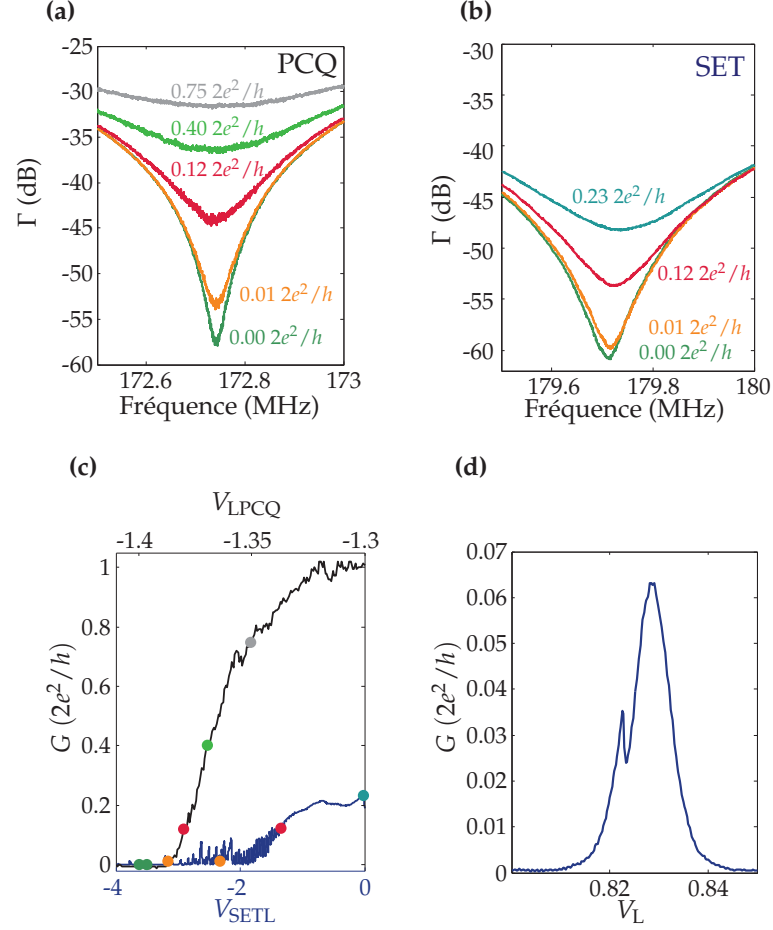 (a)
PCQ
0.75 2e²/h
0.40 2e²/h
0.12 2e²/h
0.01 2e²/h
0.00 2e²/h
-25
-30
-35
-40
-45
-50
-55
-60
Γ (dB)
172.6 172.8 173
Fréquence (MHz)
(b)
SET
0.23 2e²/h
0.12 2e²/h
0.01 2e²/h
0.00 2e²/h
-30
-35
-40
-45
-50
-55
-60
Γ (dB)
179.6 179.8 180
Fréquence (MHz)
(c)
V_LPCQ
-1.4 -1.35 -1.3
1
0.8
0.6
0.4
0.2
0
G (2e²/h)
-4 -2 0
V_SETL
(d)
0.07
0.06
0.05
0.04
0.03
0.02
0.01
0
G (2e²/h)
0.82 0.84
V_L